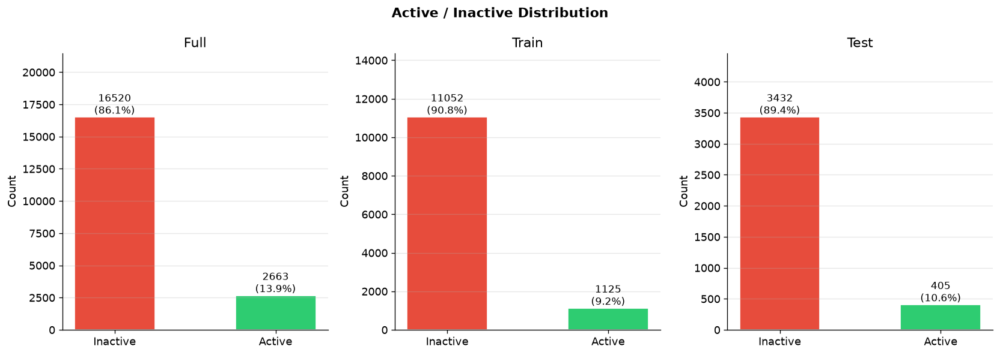 Active / Inactive Distribution
Full
Count
20000
17500
15000
12500
10000
7500
5000
2500
0
16520
(86.1%)
2663
(13.9%)
Inactive
Active
Train
Count
14000
12000
10000
8000
6000
4000
2000
0
11052
(90.8%)
1125
(9.2%)
Inactive
Active
Test
Count
4000
3500
3000
2500
2000
1500
1000
500
0
3432
(89.4%)
405
(10.6%)
Inactive
Active